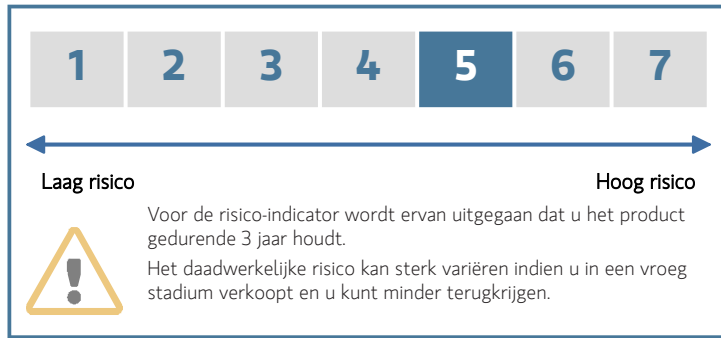 1 2 3 4 5 6 7
Laag risico Hoog risico
Voor de risico-indicator wordt ervan uitgegaan dat u het product
gedurende 3 jaar houdt.
Het daadwerkelijke risico kan sterk variëren indien u in een vroeg
stadium verkoopt en u kunt minder terugkrijgen.